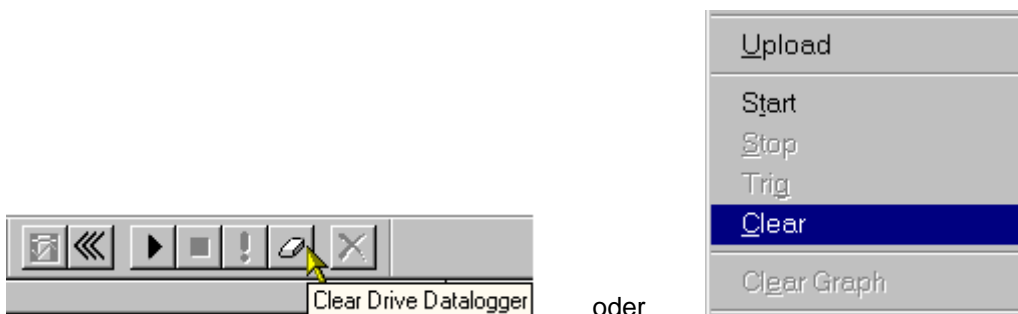 Clear Drive Datalogger
oder
Upload
Start
Stop
Trig
Clear
Clear Graph